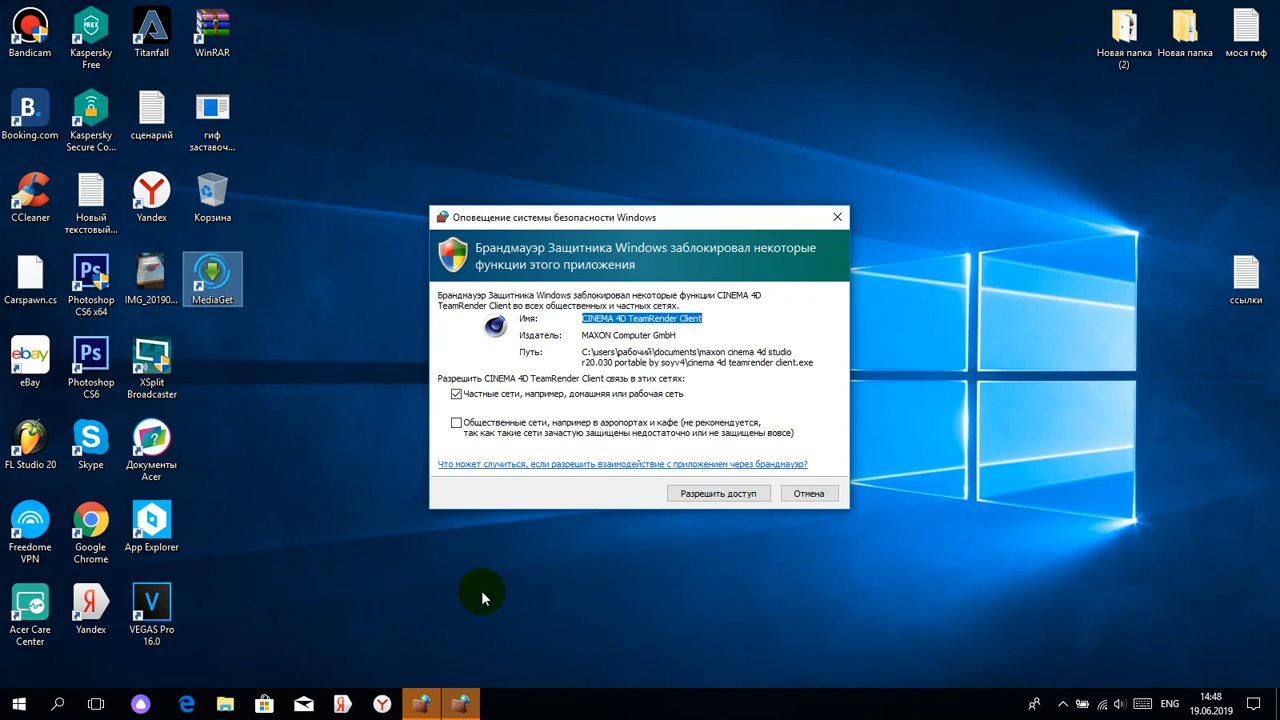 Bandicam
Kaspersky
Free
Titanfall
WinRAR
Новая папка
(2)
Новая папка
мося гиф
Booking.com
Kaspersky
Secure Co...
сценарий
гиф
заставоч...
CCleaner
Новый
текстовый...
Yandex
Корзина
Carspawn.cs
Photoshop
CS6 x64
IMG_20190...
MediaGet
ссылки
eBay
Photoshop
CS6
XSplit
Broadcaster
FL Studio 20
Skype
Документы
Acer
Freedome
VPN
Google
Chrome
App Explorer
Acer Care
Center
Yandex
VEGAS Pro
16.0
Оповещение системы безопасности Windows
Брандмауэр Защитника Windows заблокировал некоторые
функции этого приложения
Брандмауэр Защитника Windows заблокировал некоторые функции CINEMA 4D
TeamRender Client во всех общественных и частных сетях.
Имя: CINEMA 4D TeamRender Client
Издатель: MAXON Computer GmbH
Путь: C:\users\рабочий\documents\maxon cinema 4d studio
r20.030 portable by soyv4\cinema 4d teamrender client.exe
Разрешить CINEMA 4D TeamRender Client связь в этих сетях:
Частные сети, например, домашняя или рабочая сеть
Общественные сети, например в аэропортах и кафе (не рекомендуется,
так как такие сети зачастую защищены недостаточно или не защищены вовсе)
Что может случиться, если разрешить взаимодействие с приложением через брандмауэр?
Разрешить доступ
Отмена
ENG
14:48
19.06.2019